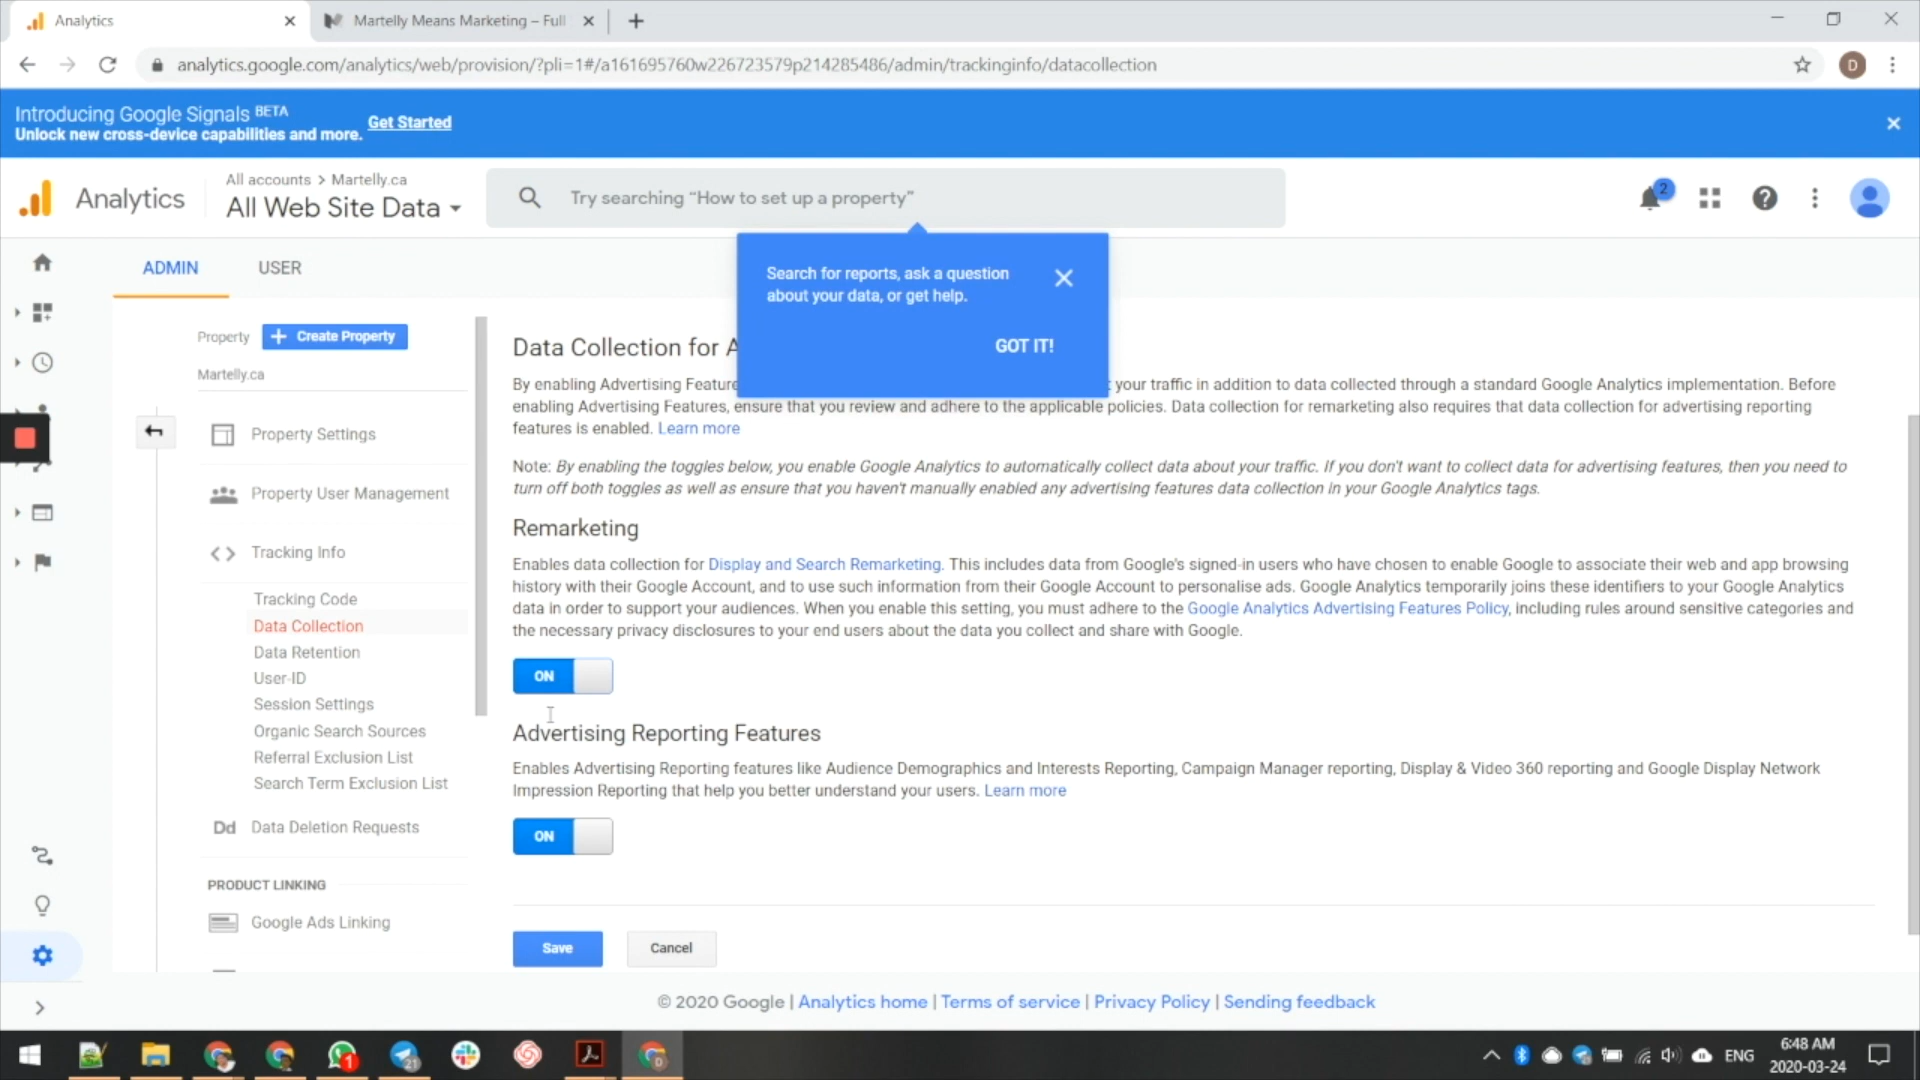 Analytics
Martelly Means Marketing – Full
analytics.google.com/analytics/web/provision/?pli=1#/a161695760w226723579p214285486/admin/trackinginfo/datacollection
D
Introducing Google Signals BETA
Unlock new cross-device capabilities and more.
Get Started
Analytics
All accounts > Martelly.ca
All Web Site Data
Try searching “How to set up a property”
2
ADMIN
USER
Search for reports, ask a question
about your data, or get help.
GOT IT!
Property
Create Property
Martelly.ca
Property Settings
Property User Management
Tracking Info
Tracking Code
Data Collection
Data Retention
User-ID
Session Settings
Organic Search Sources
Referral Exclusion List
Search Term Exclusion List
Dd Data Deletion Requests
PRODUCT LINKING
Google Ads Linking
Data Collection for A
By enabling Advertising Feature your traffic in addition to data collected through a standard Google Analytics implementation. Before
enabling Advertising Features, ensure that you review and adhere to the applicable policies. Data collection for remarketing also requires that data collection for advertising reporting
features is enabled. Learn more
Note: By enabling the toggles below, you enable Google Analytics to automatically collect data about your traffic. If you don't want to collect data for advertising features, then you need to
turn off both toggles as well as ensure that you haven't manually enabled any advertising features data collection in your Google Analytics tags.
Remarketing
Enables data collection for Display and Search Remarketing. This includes data from Google's signed-in users who have chosen to enable Google to associate their web and app browsing
history with their Google Account, and to use such information from their Google Account to personalise ads. Google Analytics temporarily joins these identifiers to your Google Analytics
data in order to support your audiences. When you enable this setting, you must adhere to the Google Analytics Advertising Features Policy, including rules around sensitive categories and
the necessary privacy disclosures to your end users about the data you collect and share with Google.
ON
Advertising Reporting Features
Enables Advertising Reporting features like Audience Demographics and Interests Reporting, Campaign Manager reporting, Display & Video 360 reporting and Google Display Network
Impression Reporting that help you better understand your users. Learn more
ON
Save
Cancel
© 2020 Google | Analytics home | Terms of service | Privacy Policy | Sending feedback
1
21
D
ENG
6:48 AM
2020-03-24